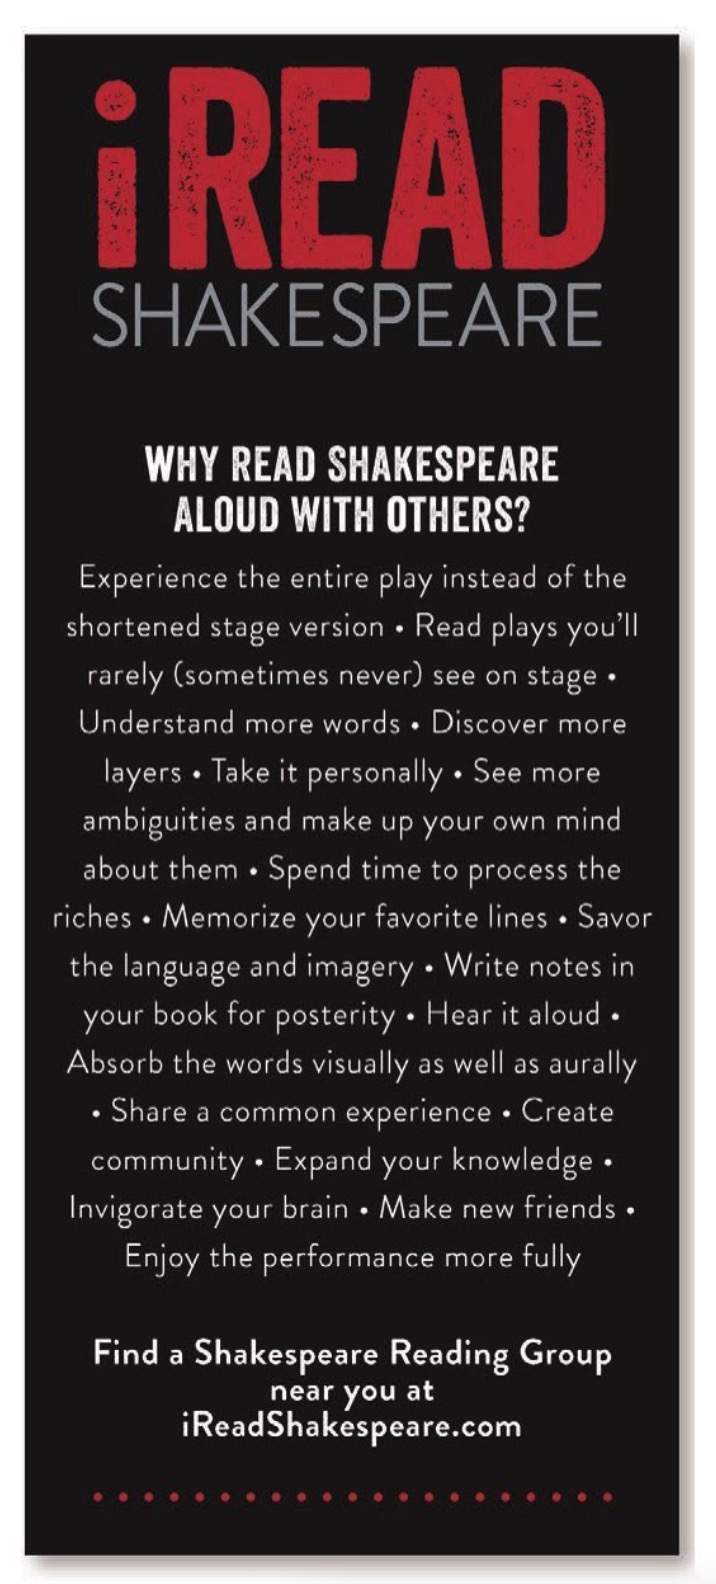 iREAD
SHAKESPEARE
WHY READ SHAKESPEARE
ALOUD WITH OTHERS?
Experience the entire play instead of the
shortened stage version • Read plays you'll
rarely (sometimes never) see on stage •
Understand more words • Discover more
layers • Take it personally • See more
ambiguities and make up your own mind
about them • Spend time to process the
riches • Memorize your favorite lines • Savor
the language and imagery • Write notes in
your book for posterity • Hear it aloud •
Absorb the words visually as well as aurally
• Share a common experience • Create
community • Expand your knowledge •
Invigorate your brain • Make new friends •
Enjoy the performance more fully
Find a Shakespeare Reading Group
near you at
iReadShakespeare.com